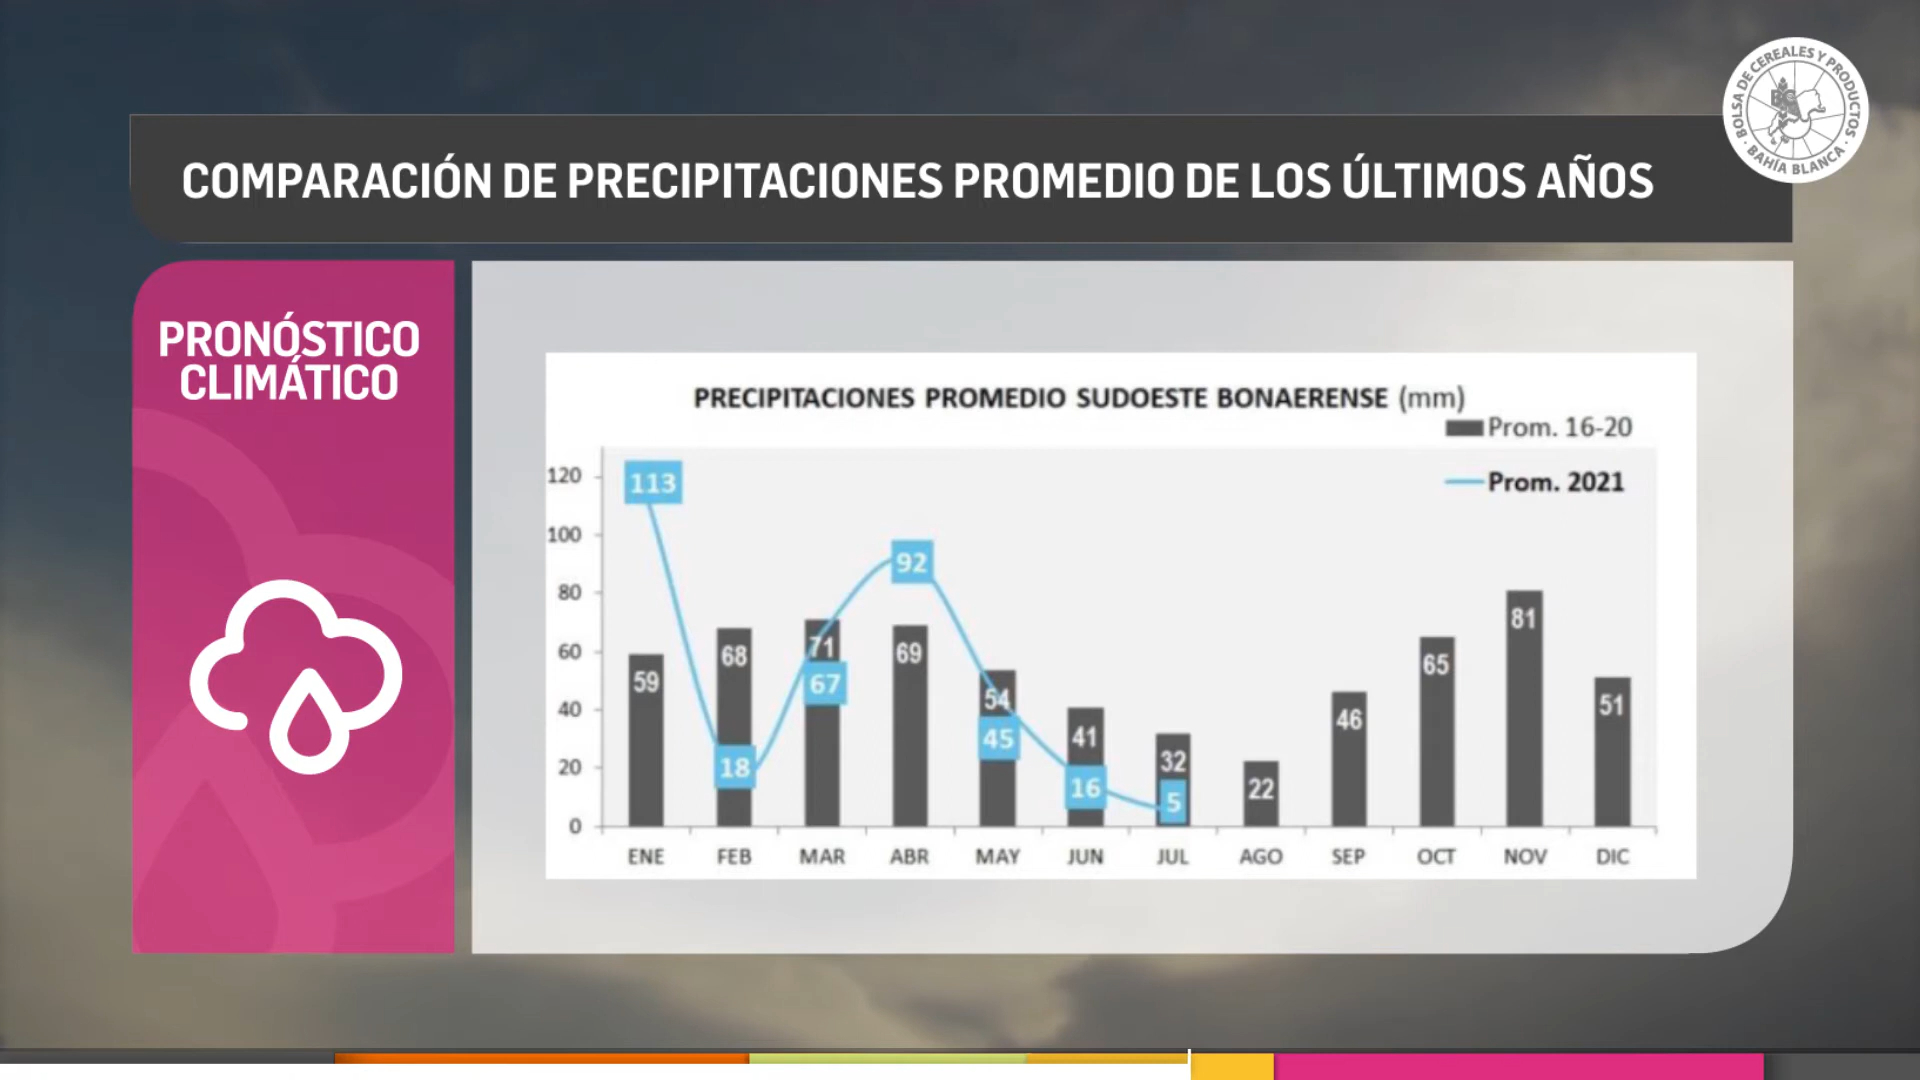 BOLSA DE CEREALES Y PRODUCTOS
· BAHÍA BLANCA ·
COMPARACIÓN DE PRECIPITACIONES PROMEDIO DE LOS ÚLTIMOS AÑOS
PRONÓSTICO
CLIMÁTICO
PRECIPITACIONES PROMEDIO SUDOESTE BONAERENSE (mm)
Prom. 16-20
Prom. 2021
120
100
80
60
40
20
0
113
18
67
92
45
16
5
59
68
71
69
54
41
32
22
46
65
81
51
ENE FEB MAR ABR MAY JUN JUL AGO SEP OCT NOV DIC